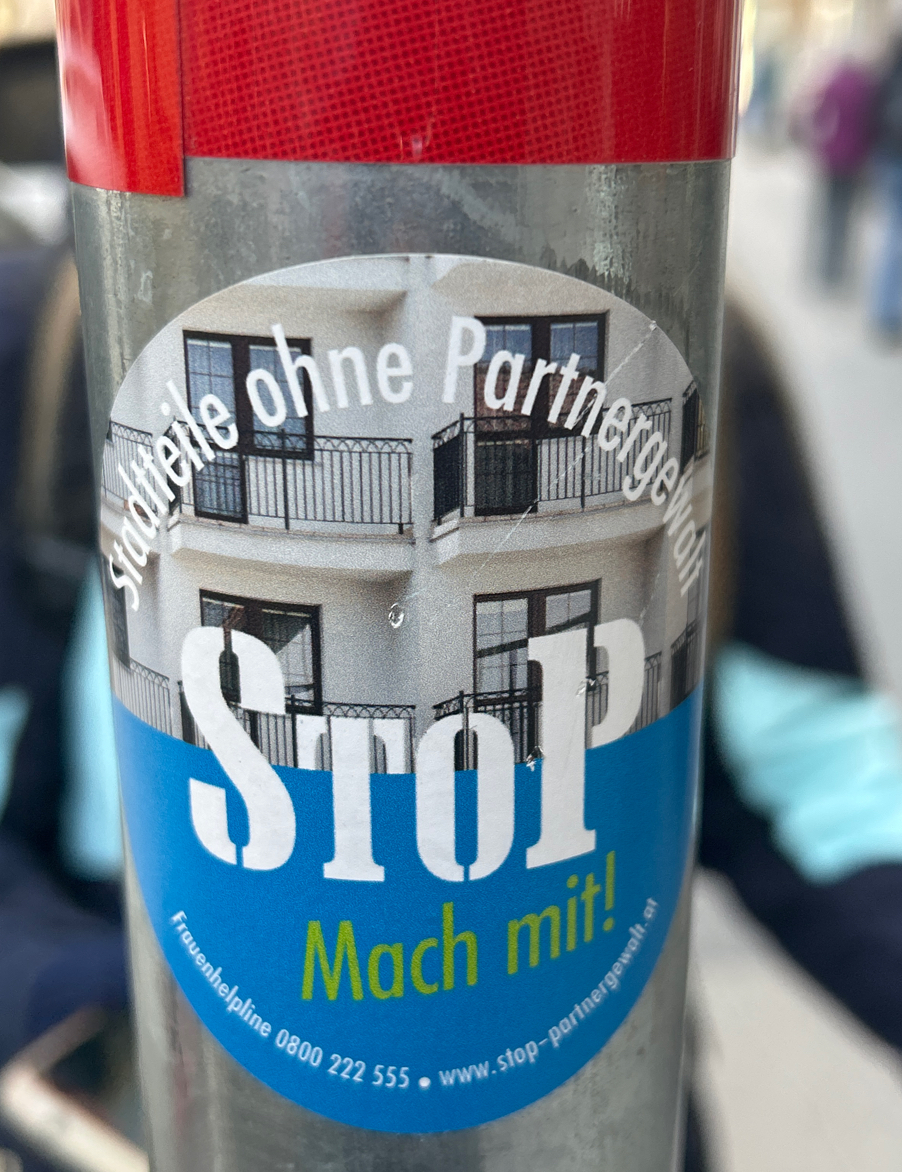 Stadtteile ohne Partnergewalt
StoP
Mach mit!
Frauenhelpline 0800 222 555 • www.stop-partnergewalt.at